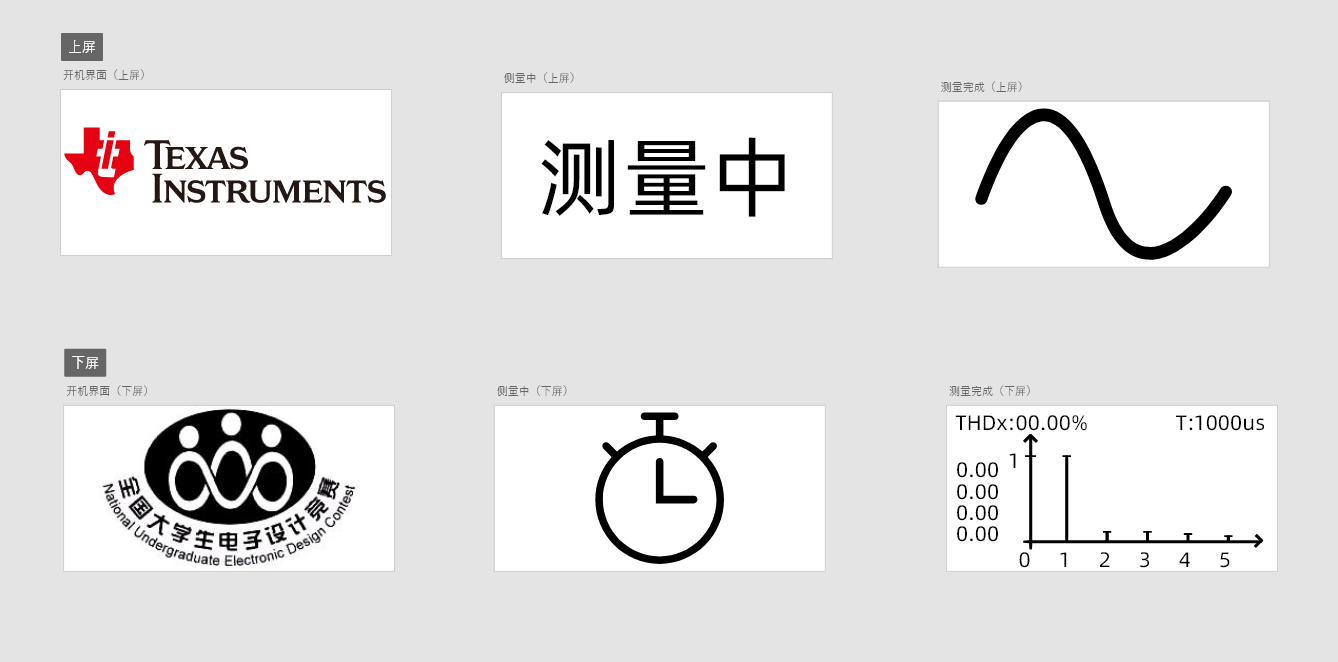 上屏
开机界面（上屏）
侧量中（上屏）
测量完成（上屏）
TEXAS
INSTRUMENTS
测量中
下屏
开机界面（下屏）
侧量中（下屏）
测量完成（下屏）
全国大学生电子设计竞赛
National Undergraduate Electronic Design Contest
THDx:00.00%
T:1000us
1
0.00
0.00
0.00
0.00
0 1 2 3 4 5